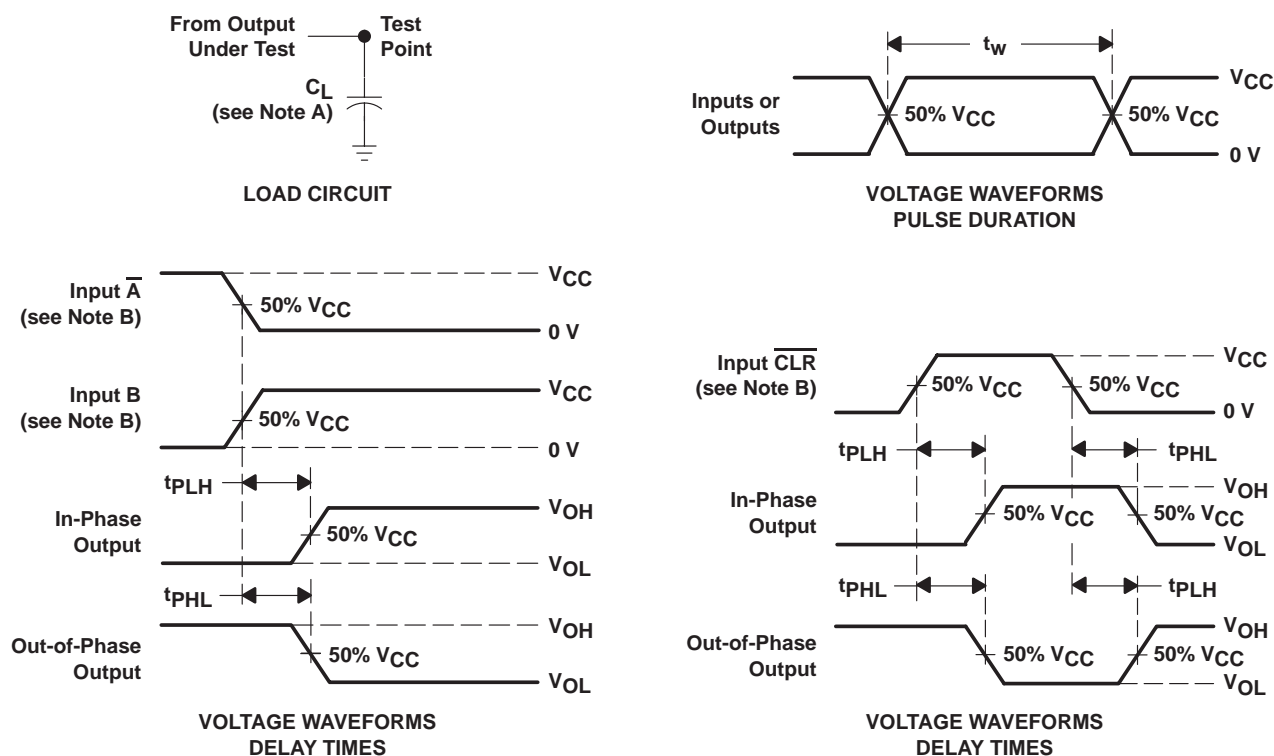 From Output
Under Test
Test
Point
CL
(see Note A)
LOAD CIRCUIT
tw
Inputs or
Outputs
VCC
50% VCC
50% VCC
0 V
VOLTAGE WAVEFORMS
PULSE DURATION
Input A̅
(see Note B)
VCC
50% VCC
0 V
Input B
(see Note B)
VCC
50% VCC
0 V
tPLH
In-Phase
Output
VOH
50% VCC
VOL
tPHL
Out-of-Phase
Output
VOH
50% VCC
VOL
VOLTAGE WAVEFORMS
DELAY TIMES
Input C̅L̅R̅
(see Note B)
VCC
50% VCC
50% VCC
0 V
tPLH
tPHL
In-Phase
Output
VOH
50% VCC
50% VCC
VOL
tPHL
tPLH
Out-of-Phase
Output
VOH
50% VCC
50% VCC
VOL
VOLTAGE WAVEFORMS
DELAY TIMES